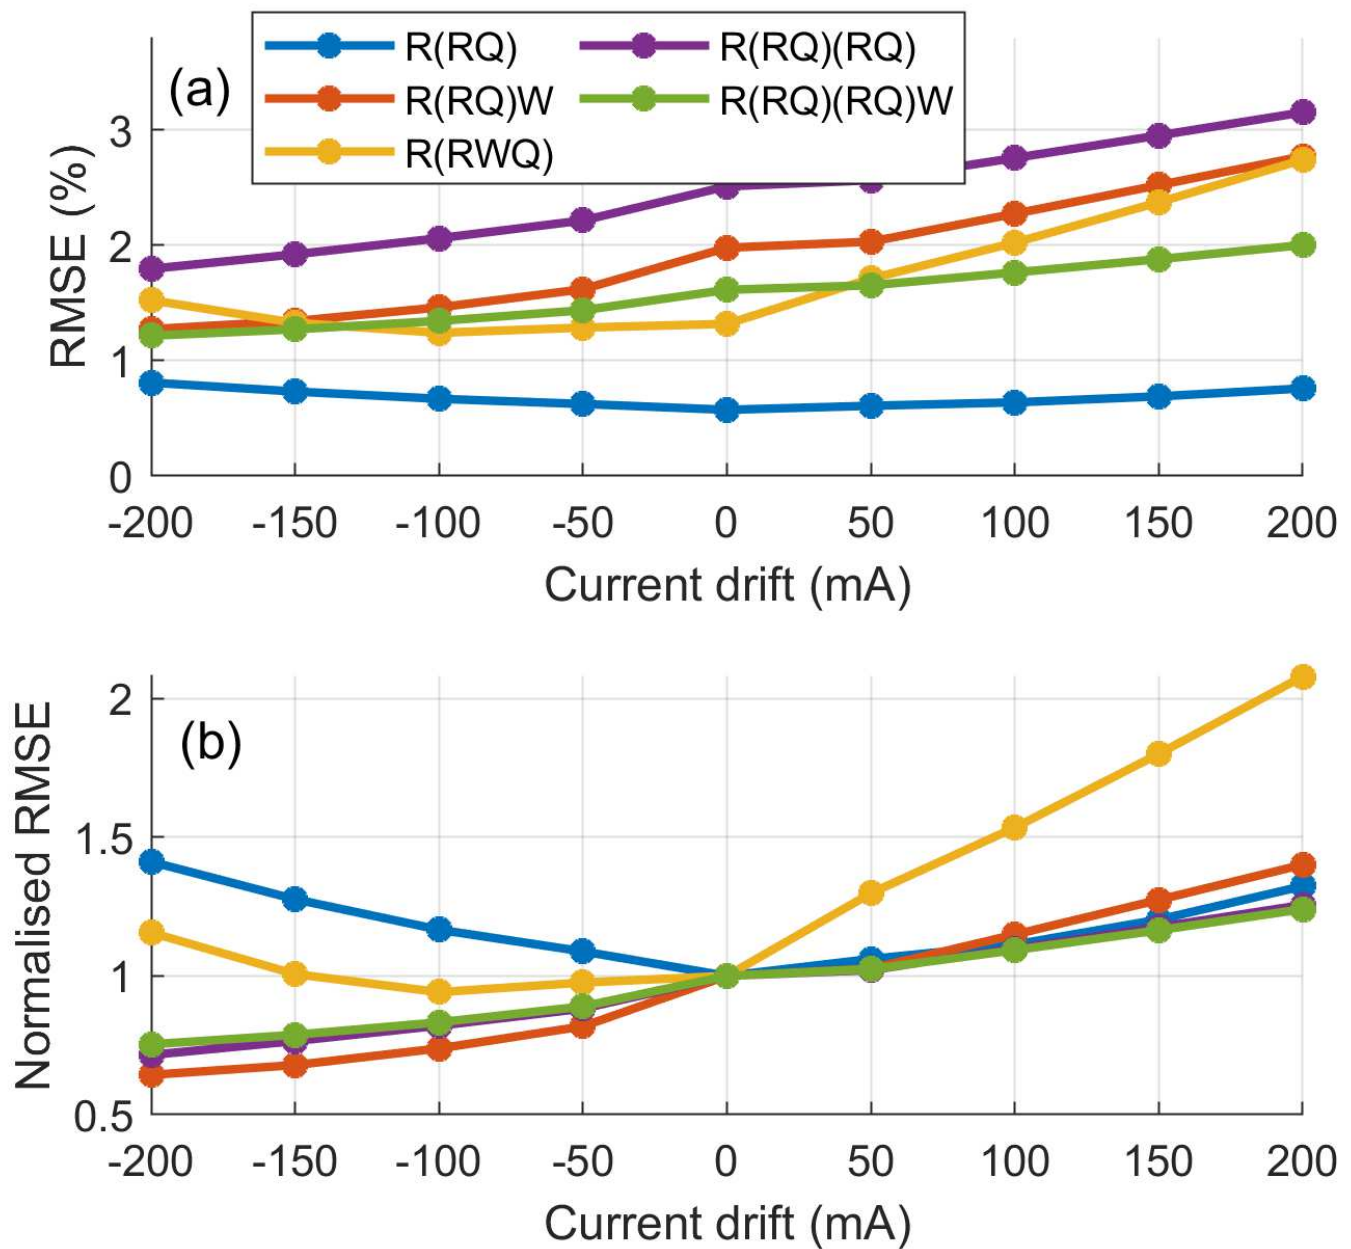 (a)
R(RQ) R(RQ)(RQ)
R(RQ)W R(RQ)(RQ)W
R(RWQ)
RMSE (%)
3
2
1
0
-200 -150 -100 -50 0 50 100 150 200
Current drift (mA)
(b)
Normalised RMSE
2
1.5
1
0.5
-200 -150 -100 -50 0 50 100 150 200
Current drift (mA)